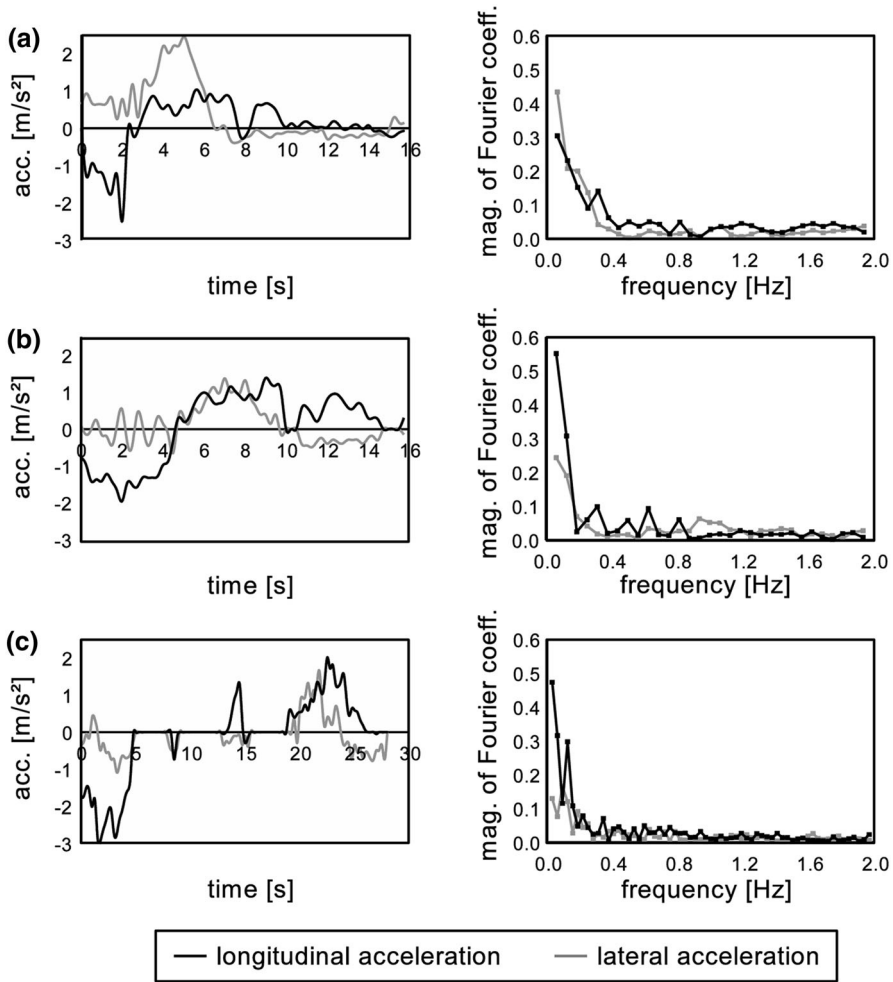 (a)
acc. [m/s²]
2
1
0
-1
-2
-3
0 2 4 6 8 10 12 14 16
time [s]
mag. of Fourier coeff.
0.6
0.5
0.4
0.3
0.2
0.1
0.0
0.0 0.4 0.8 1.2 1.6 2.0
frequency [Hz]
(b)
acc. [m/s²]
2
1
0
-1
-2
-3
0 2 4 6 8 10 12 14 16
time [s]
mag. of Fourier coeff.
0.6
0.5
0.4
0.3
0.2
0.1
0.0
0.0 0.4 0.8 1.2 1.6 2.0
frequency [Hz]
(c)
acc. [m/s²]
2
1
0
-1
-2
-3
0 5 10 15 20 25 30
time [s]
mag. of Fourier coeff.
0.6
0.5
0.4
0.3
0.2
0.1
0.0
0.0 0.4 0.8 1.2 1.6 2.0
frequency [Hz]
longitudinal acceleration lateral acceleration